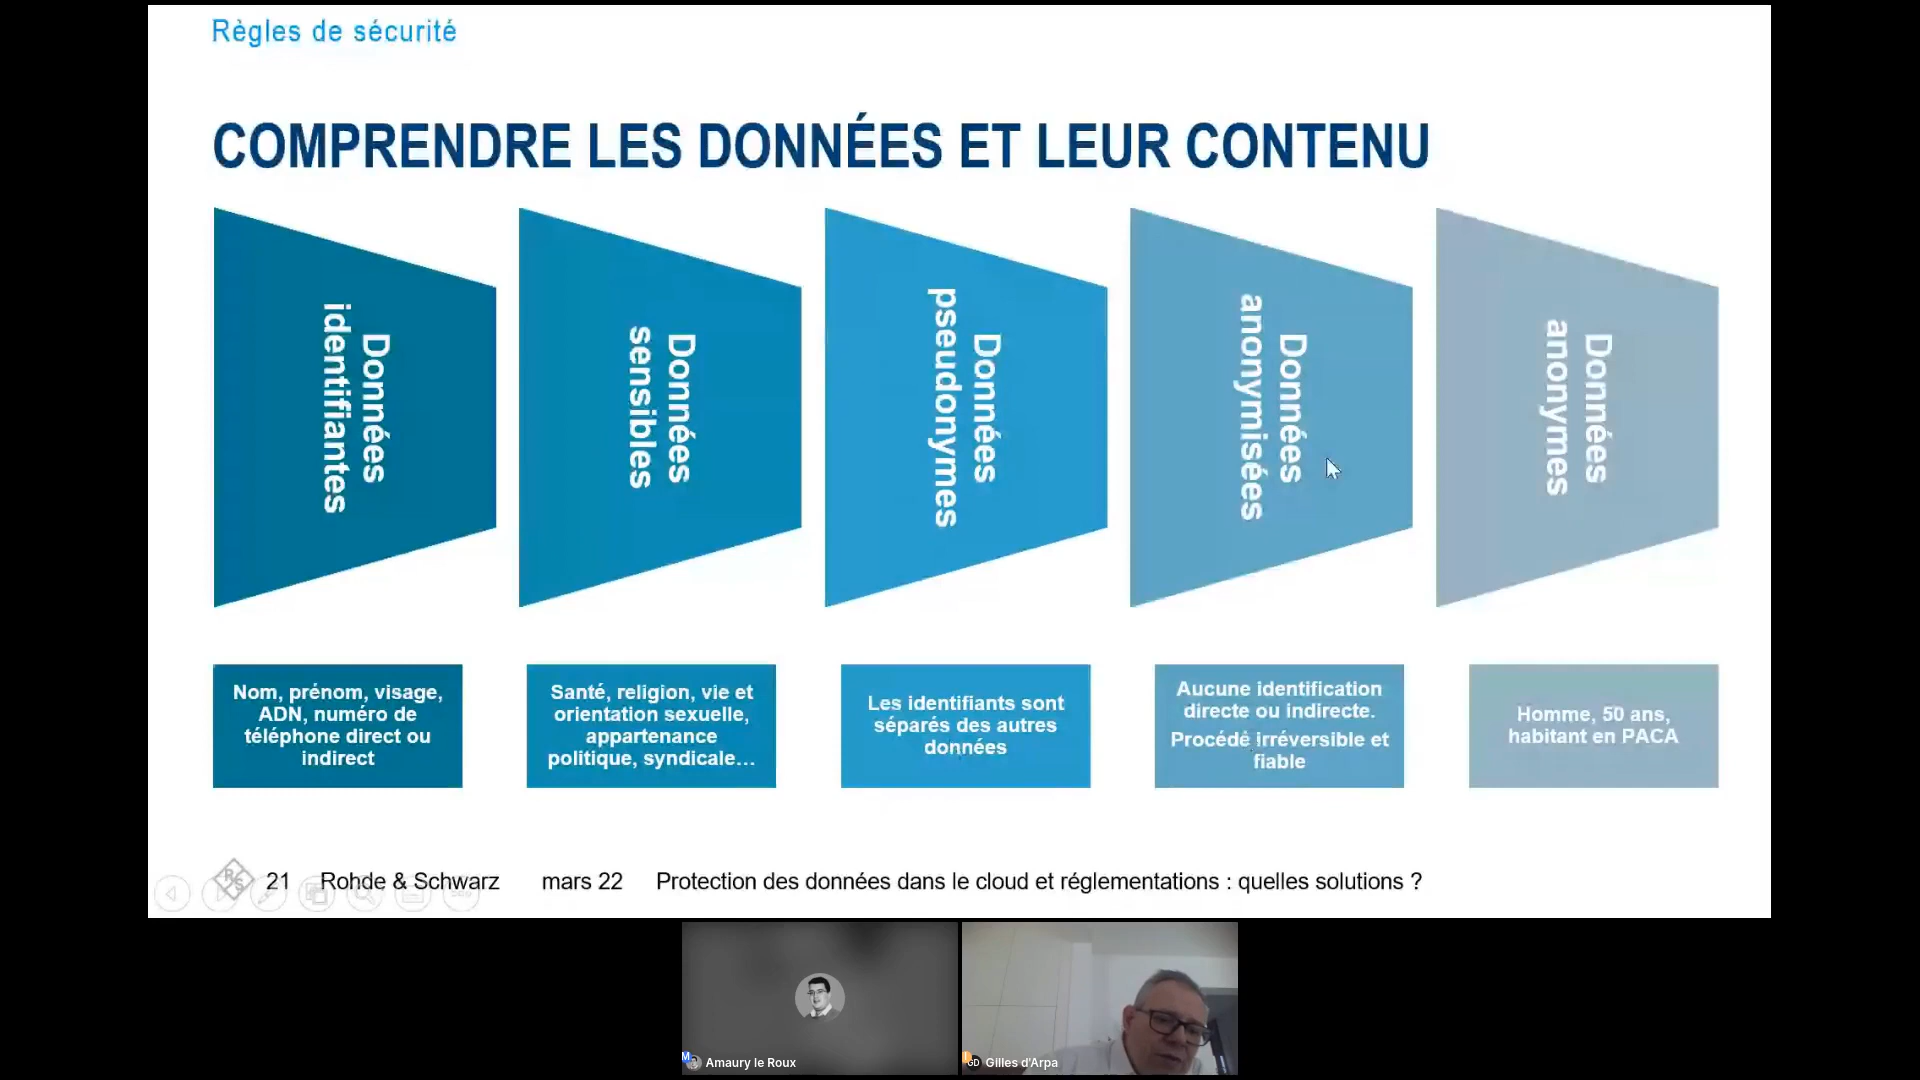 Règles de sécurité
COMPRENDRE LES DONNÉES ET LEUR CONTENU
Données
identifiantes
Données
sensibles
Données
pseudonymes
Données
anonymisées
Données
anonymes
Nom, prénom, visage,
ADN, numéro de
téléphone direct ou
indirect
Santé, religion, vie et
orientation sexuelle,
appartenance
politique, syndicale…
Les identifiants sont
séparés des autres
données
Aucune identification
directe ou indirecte.
Procédé irréversible et
fiable
Homme, 50 ans,
habitant en PACA
RS 21 Rohde & Schwarz mars 22 Protection des données dans le cloud et réglementations : quelles solutions ?
M Amaury le Roux
GD Gilles d'Arpa